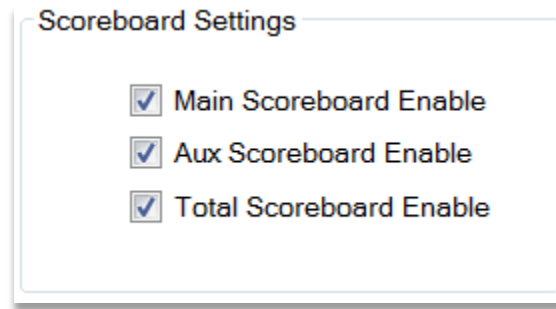 Scoreboard Settings
Main Scoreboard Enable
Aux Scoreboard Enable
Total Scoreboard Enable